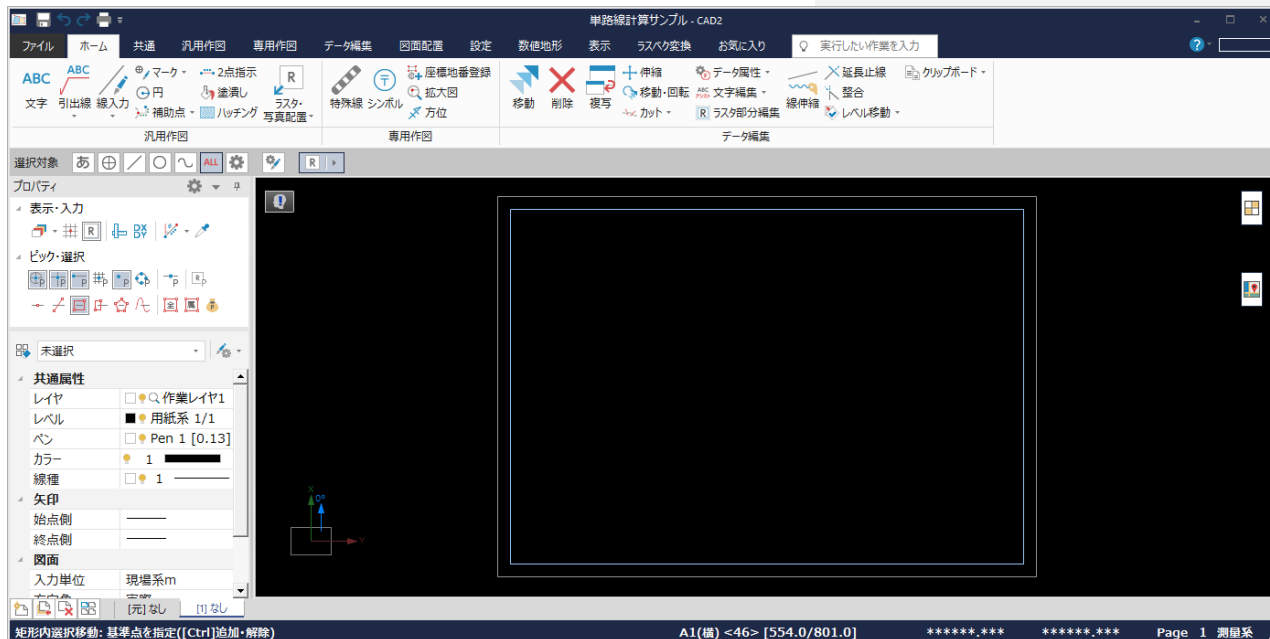 単路線計算サンプル - CAD2
ファイル ホーム 共通 汎用作図 専用作図 データ編集 図面配置 設定 数値地形 表示 ラスベク変換 お気に入り 実行したい作業を入力
ABC 文字
ABC 引出線
線入力
マーク
円
補助点
2点指示
塗潰し
ハッチング
R ラスタ・写真配置
汎用作図
特殊線
シンボル
座標地番登録
拡大図
方位
専用作図
移動
削除
複写
伸縮
移動・回転
カット
データ属性
ABC 文字編集
R ラスタ部分編集
線伸縮
延長止線
整合
レベル移動
クリップボード
データ編集
選択対象 あ ALL R
プロパティ
表示・入力
R DX DY
ピック・選択
P P P P P P R P
全 属 P
未選択
共通属性
レイヤ 作業レイヤ1
レベル 用紙系 1/1
ペン Pen 1 [0.13]
カラー 1
線種 1
矢印
始点側
終点側
図面
入力単位 現場系m
X 0° Y
[元] なし [1] なし
矩形内選択移動: 基準点を指定([Ctrl]追加・解除) A1(横) <46> [554.0/801.0] ******.*** ******.*** Page 1 測量系